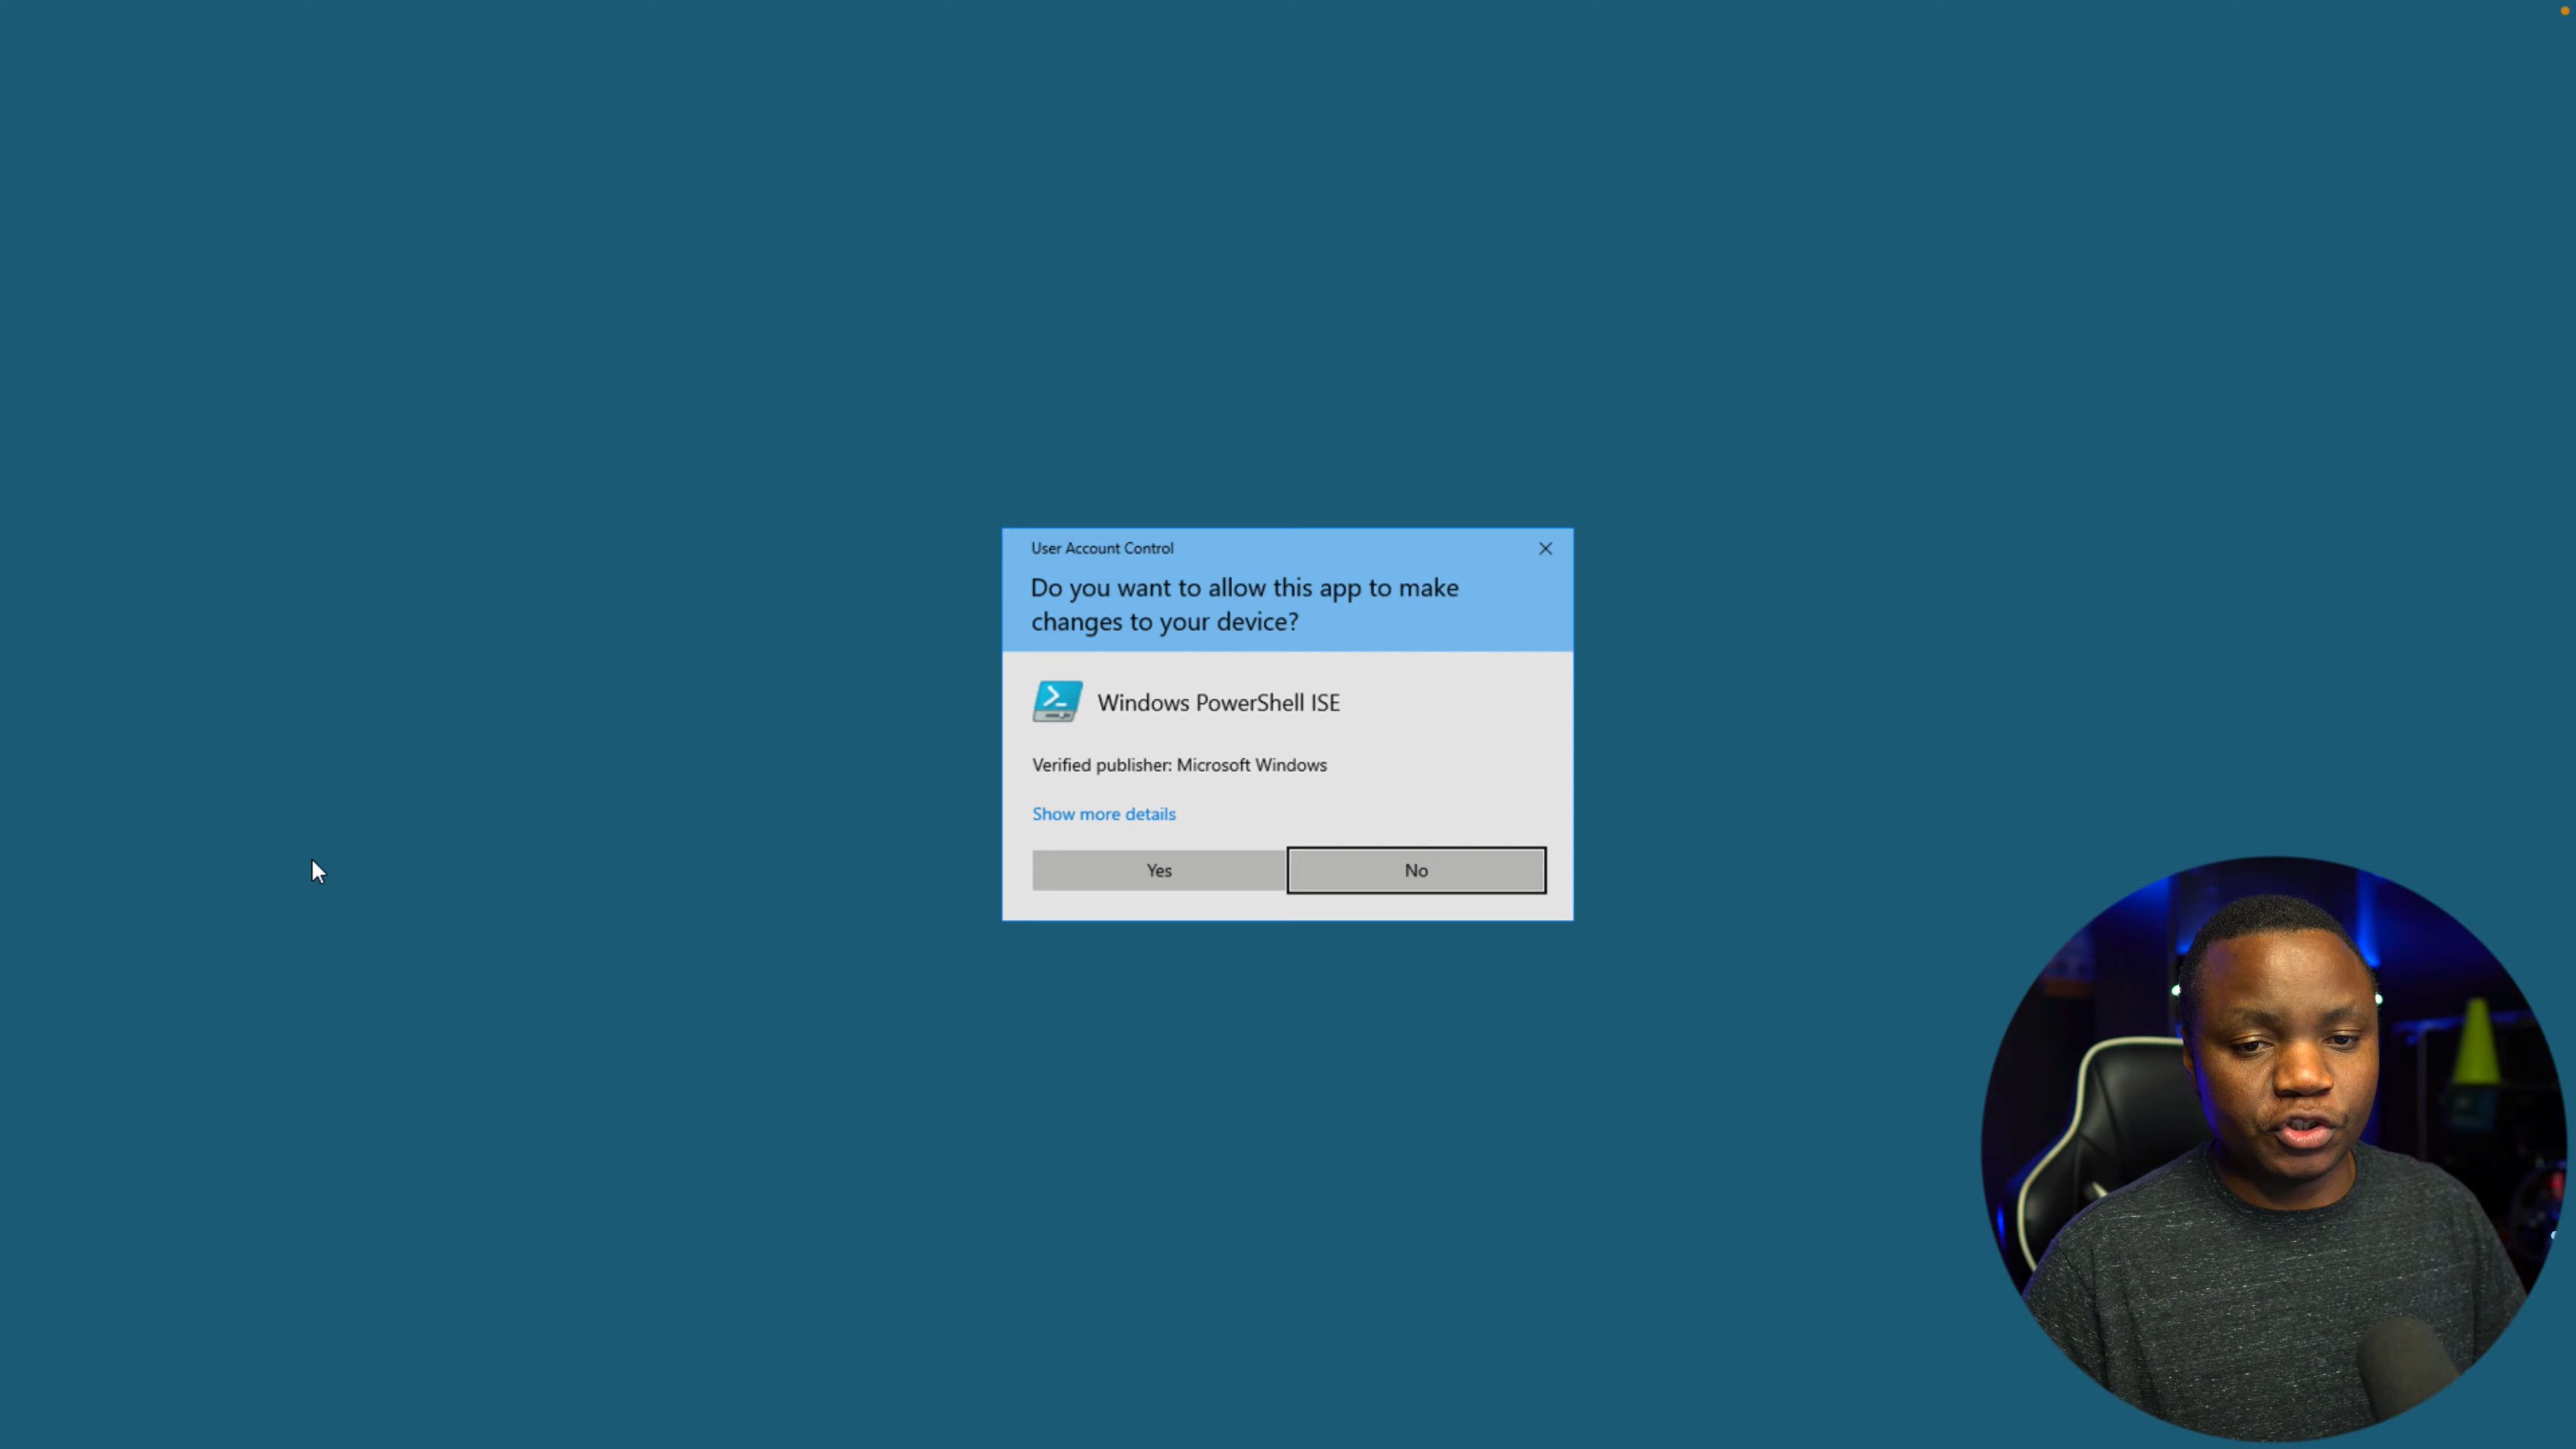 User Account Control
Do you want to allow this app to make
changes to your device?
Windows PowerShell ISE
Verified publisher: Microsoft Windows
Show more details
Yes
No